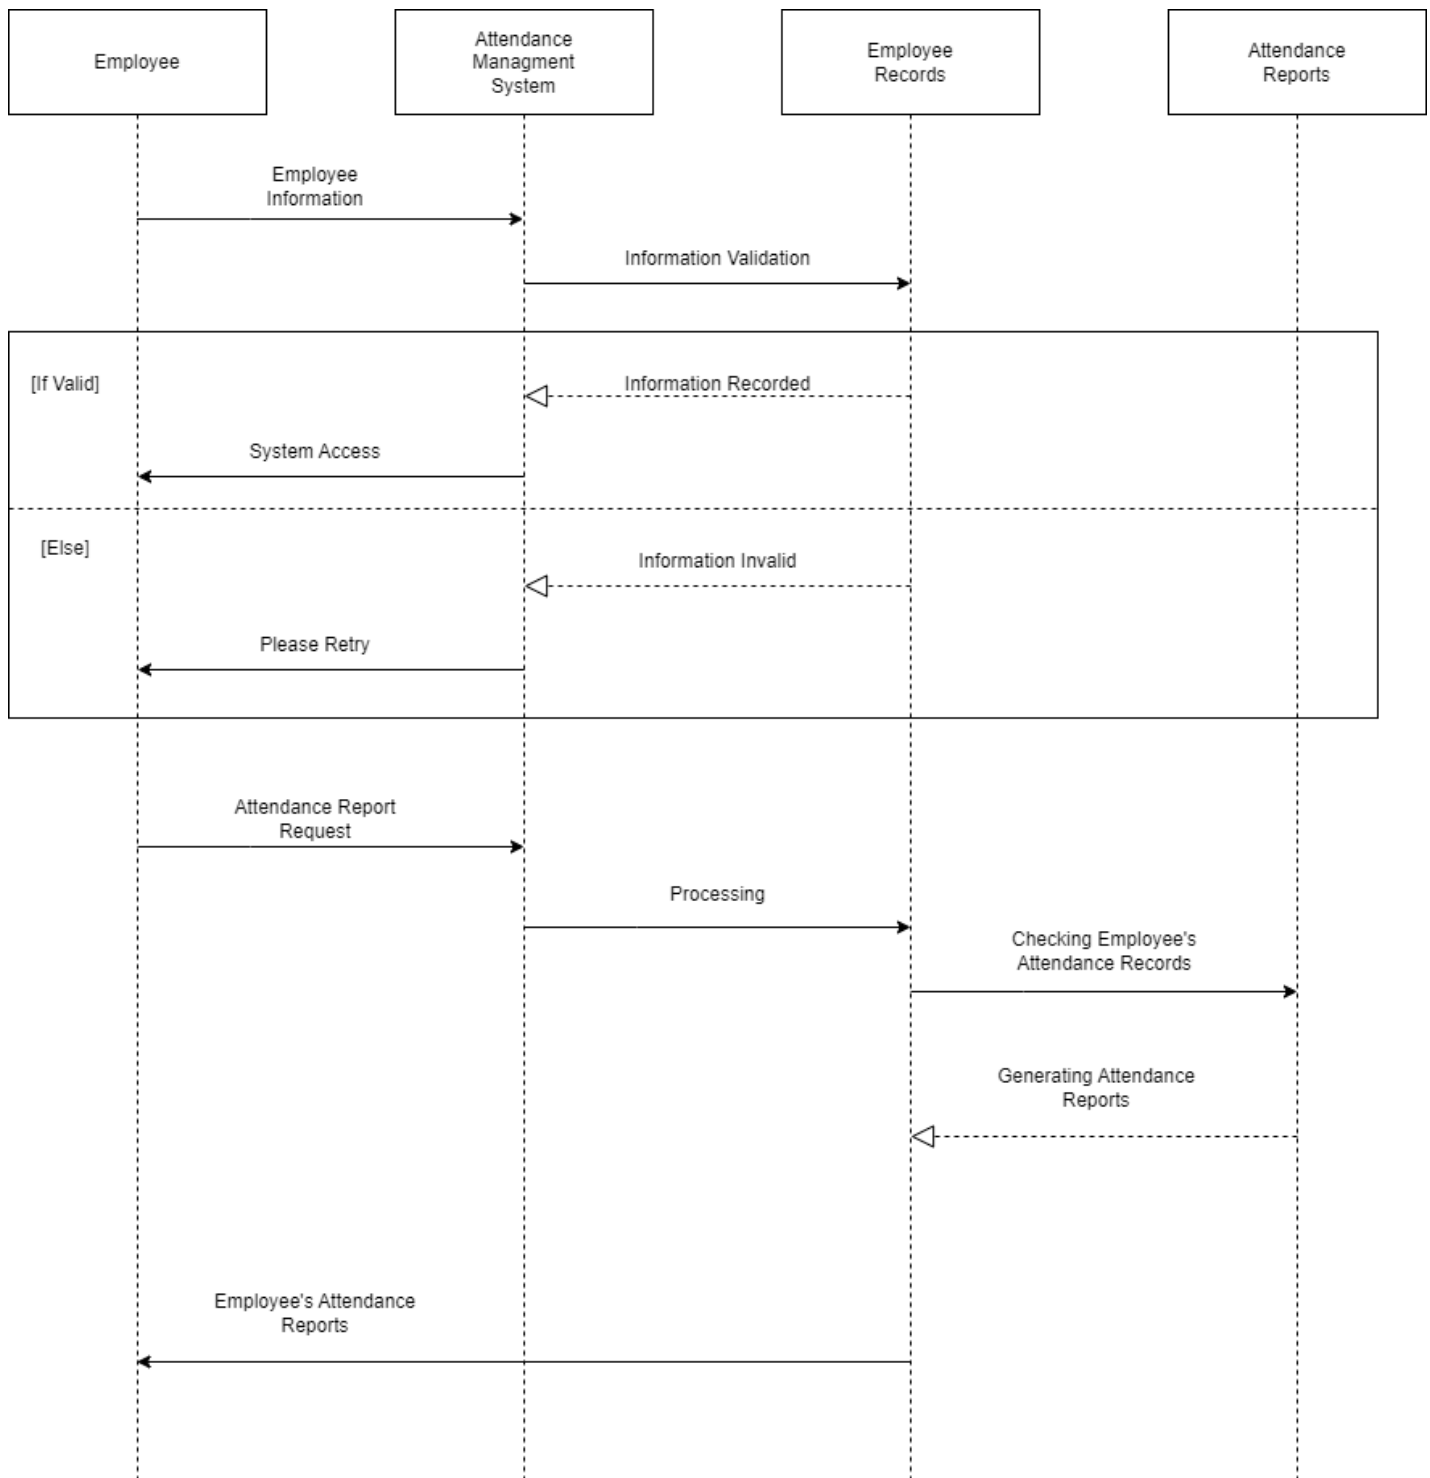 Employee
Attendance
Managment
System
Employee
Records
Attendance
Reports
Employee
Information
Information Validation
[If Valid]
Information Recorded
System Access
[Else]
Information Invalid
Please Retry
Attendance Report
Request
Processing
Checking Employee's
Attendance Records
Generating Attendance
Reports
Employee's Attendance
Reports